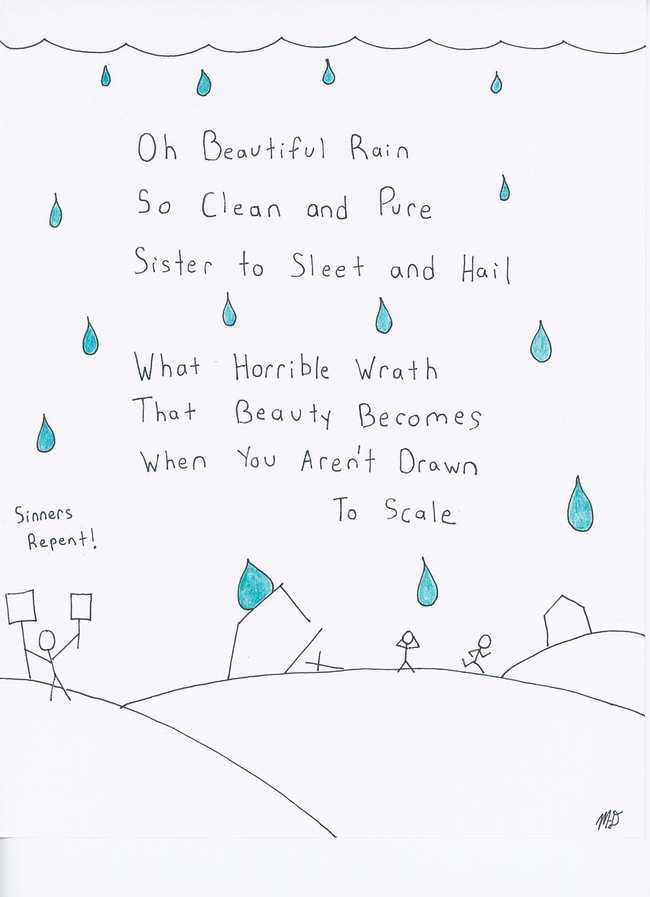 Oh Beautiful Rain
So Clean and Pure
Sister to Sleet and Hail
What Horrible Wrath
That Beauty Becomes
When You Aren't Drawn
To Scale
Sinners
Repent!
MD